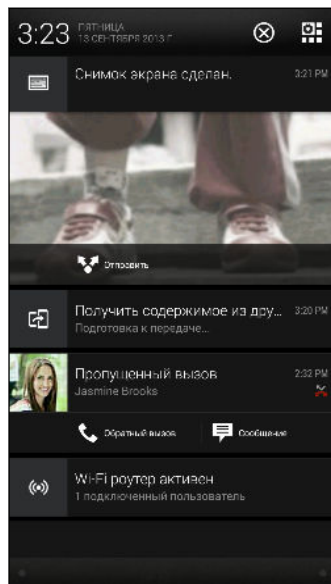 3:23
ПЯТНИЦА
13 СЕНТЯБРЯ 2013 Г.
Снимок экрана сделан.
3:21 PM
Отправить
Получить содержимое из дру...
3:20 PM
Подготовка к передаче...
Пропущенный вызов
2:32 PM
Jasmine Brooks
Обратный вызов
Сообщение
Wi-Fi роутер активен
1 подключенный пользователь